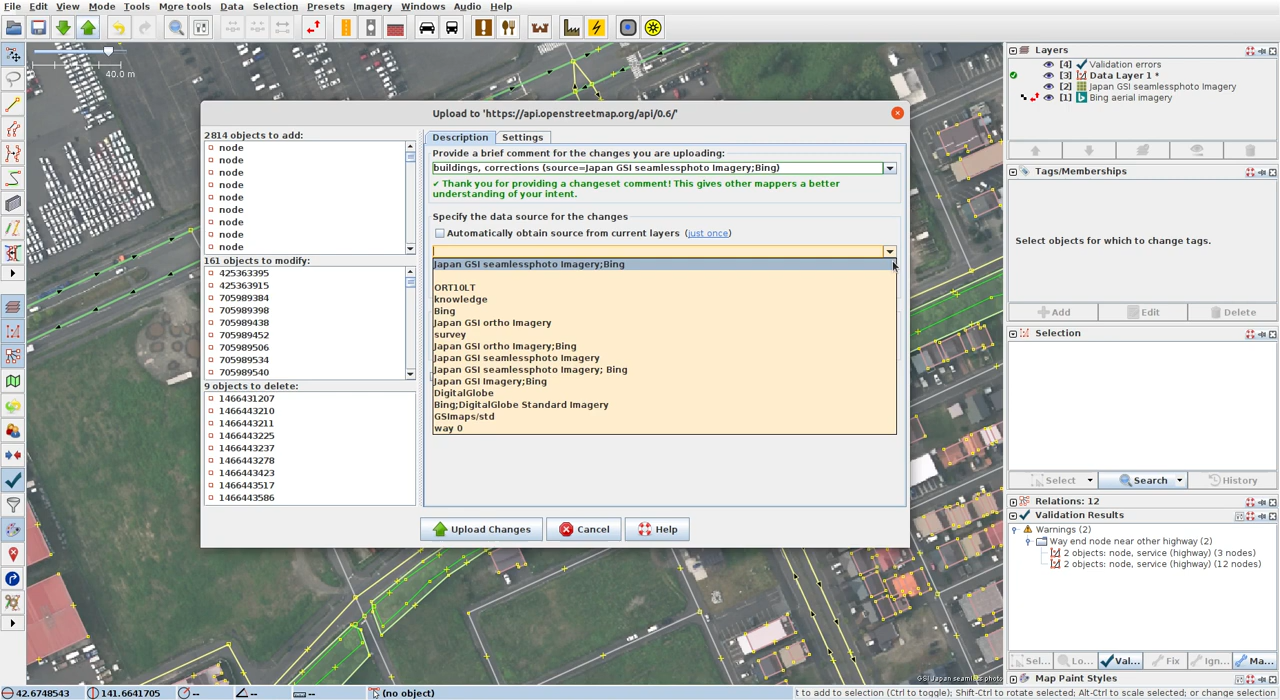 File Edit View Mode Tools More tools Data Selection Presets Imagery Windows Audio Help
40.0 m
Upload to 'https://api.openstreetmap.org/api/0.6/'
2814 objects to add:
node
node
node
node
node
node
node
node
node
161 objects to modify:
425363395
425363915
705989384
705989398
705989438
705989452
705989506
705989534
705989540
9 objects to delete:
1466431207
1466443210
1466443211
1466443225
1466443237
1466443278
1466443423
1466443517
1466443586
Description Settings
Provide a brief comment for the changes you are uploading:
buildings, corrections (source=Japan GSI seamlessphoto Imagery;Bing)
✔ Thank you for providing a changeset comment! This gives other mappers a better
understanding of your intent.
Specify the data source for the changes
Automatically obtain source from current layers (just once)
Japan GSI seamlessphoto Imagery;Bing
ORT10LT
knowledge
Bing
Japan GSI ortho Imagery
survey
Japan GSI ortho Imagery;Bing
Japan GSI seamlessphoto Imagery
Japan GSI seamlessphoto Imagery; Bing
Japan GSI Imagery;Bing
DigitalGlobe
Bing;DigitalGlobe Standard Imagery
GSImaps/std
way 0
Upload Changes Cancel Help
Layers
[4] Validation errors
[3] Data Layer 1 *
[2] Japan GSI seamlessphoto Imagery
[1] Bing aerial imagery
Tags/Memberships
Select objects for which to change tags.
Add Edit Delete
Selection
Select Search History
Relations: 12
Validation Results
Warnings (2)
Way end node near other highway (2)
2 objects: node, service (highway) (3 nodes)
2 objects: node, service (highway) (12 nodes)
Sel... Lo... Val... Fix Ign... Ma...
Map Paint Styles
GSI Japan seamless photo
42.6748543 141.6641705 -- -- -- (no object) t to add to selection (Ctrl to toggle); Shift-Ctrl to rotate selected; Alt-Ctrl to scale selected; or change selection